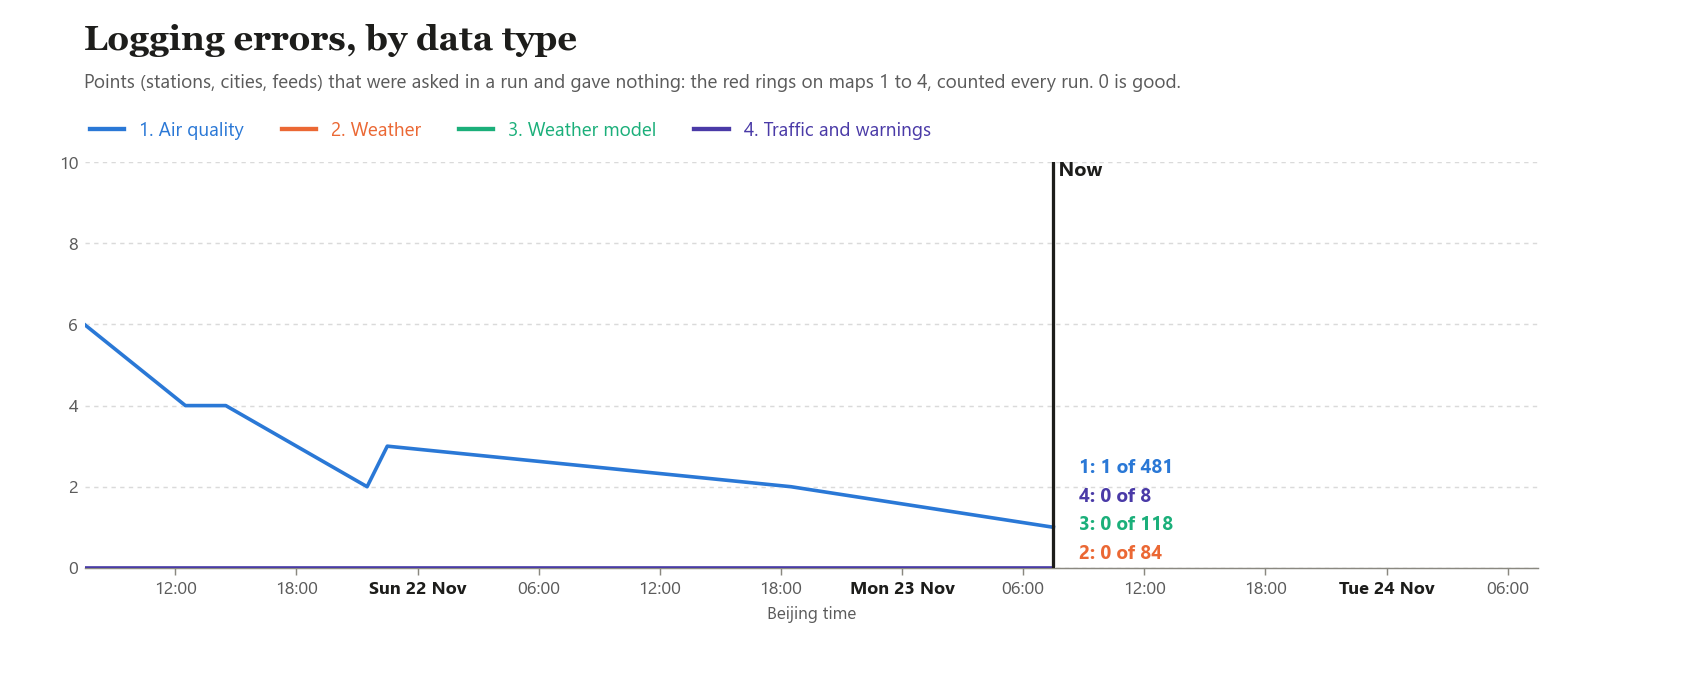 Logging errors, by data type
Points (stations, cities, feeds) that were asked in a run and gave nothing: the red rings on maps 1 to 4, counted every run. 0 is good.
1. Air quality 2. Weather 3. Weather model 4. Traffic and warnings
10
Now
8
6
4
1: 1 of 481
2
4: 0 of 8
3: 0 of 118
2: 0 of 84
0
12:00 18:00 Sun 22 Nov 06:00 12:00 18:00 Mon 23 Nov 06:00 12:00 18:00 Tue 24 Nov 06:00
Beijing time